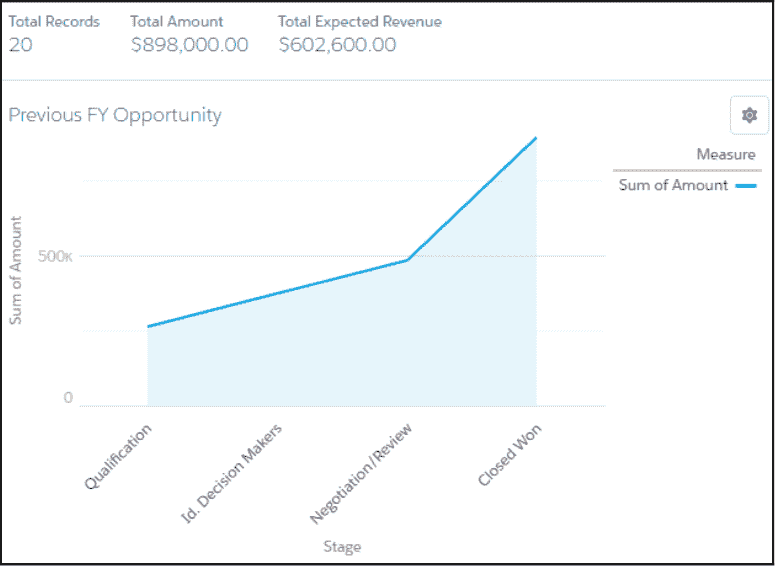 Total Records Total Amount Total Expected Revenue
20 $898,000.00 $602,600.00
Previous FY Opportunity
Measure
Sum of Amount
Sum of Amount
500K
0
Qualification
Id. Decision Makers
Negotiation/Review
Closed Won
Stage